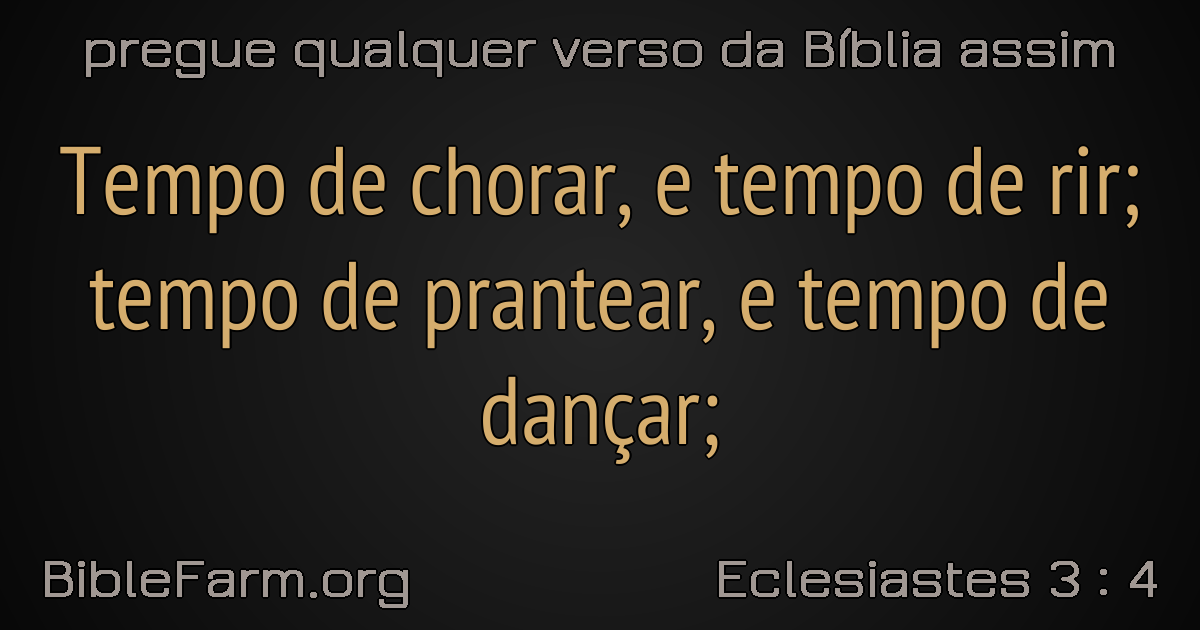 pregue qualquer verso da Bíblia assim
Tempo de chorar, e tempo de rir;
tempo de prantear, e tempo de
dançar;
BibleFarm.org
Eclesiastes 3 : 4